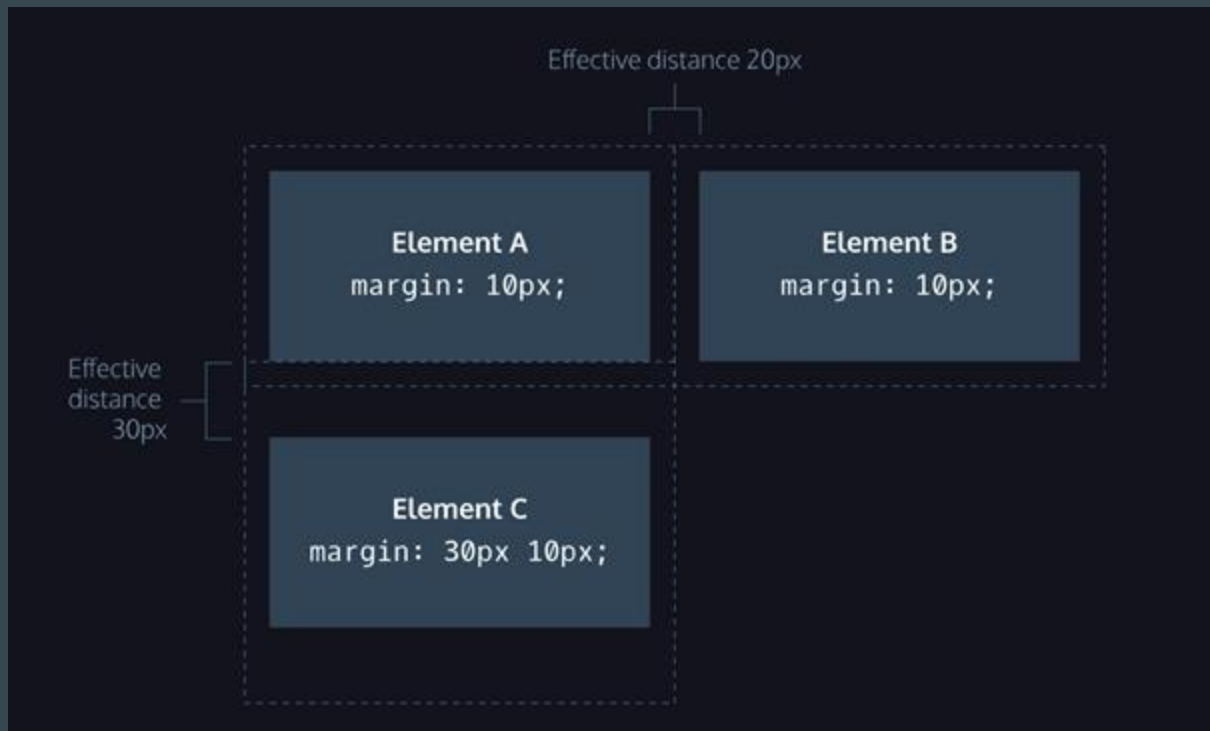 Effective distance 20px
Element A
margin: 10px;
Element B
margin: 10px;
Effective
distance
30px
Element C
margin: 30px 10px;